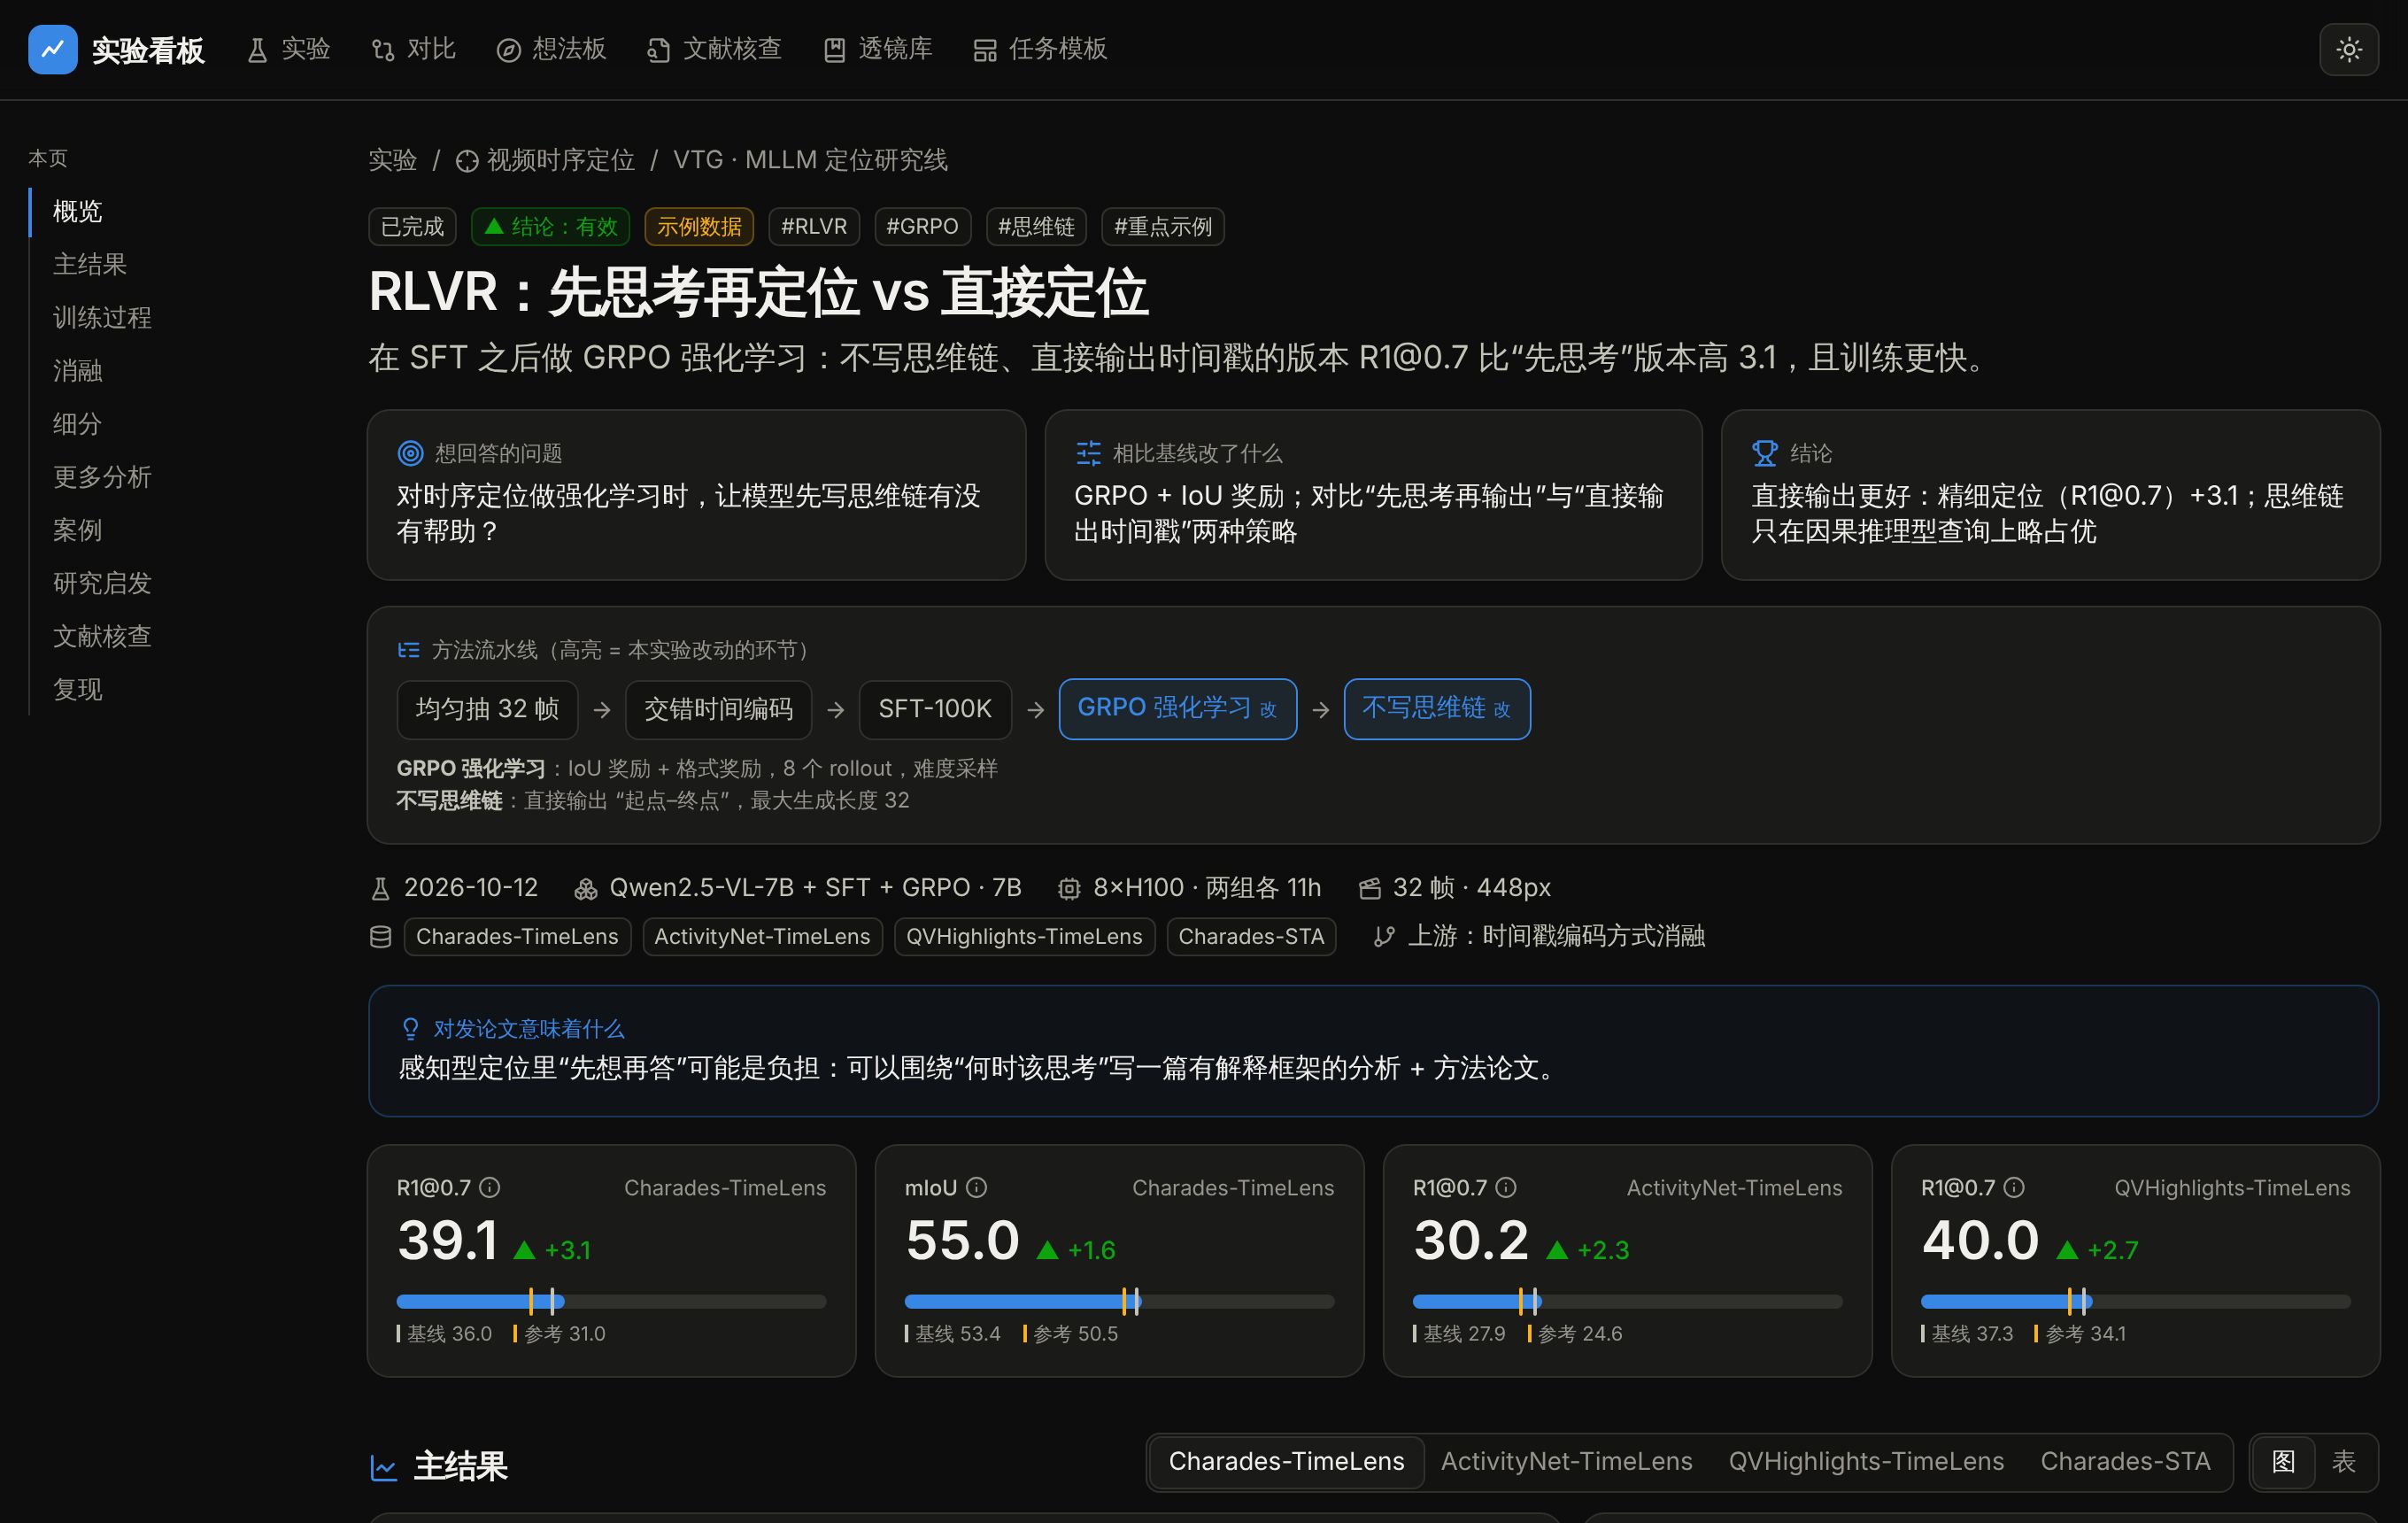 实验看板 实验 对比 想法板 文献核查 透镜库 任务模板
本页
概览
主结果
训练过程
消融
细分
更多分析
案例
研究启发
文献核查
复现
实验 / 视频时序定位 / VTG · MLLM 定位研究线
已完成 ▲ 结论：有效 示例数据 #RLVR #GRPO #思维链 #重点示例
RLVR：先思考再定位 vs 直接定位
在 SFT 之后做 GRPO 强化学习：不写思维链、直接输出时间戳的版本 R1@0.7 比“先思考”版本高 3.1，且训练更快。
想回答的问题
对时序定位做强化学习时，让模型先写思维链有没
有帮助？
相比基线改了什么
GRPO + IoU 奖励；对比“先思考再输出”与“直接输
出时间戳”两种策略
结论
直接输出更好：精细定位（R1@0.7）+3.1；思维链
只在因果推理型查询上略占优
方法流水线（高亮 = 本实验改动的环节）
均匀抽 32 帧 → 交错时间编码 → SFT-100K → GRPO 强化学习 改 → 不写思维链 改
GRPO 强化学习：IoU 奖励 + 格式奖励，8 个 rollout，难度采样
不写思维链：直接输出 “起点–终点”，最大生成长度 32
2026-10-12 Qwen2.5-VL-7B + SFT + GRPO · 7B 8×H100 · 两组各 11h 32 帧 · 448px
Charades-TimeLens ActivityNet-TimeLens QVHighlights-TimeLens Charades-STA 上游：时间戳编码方式消融
对发论文意味着什么
感知型定位里“先想再答”可能是负担：可以围绕“何时该思考”写一篇有解释框架的分析 + 方法论文。
R1@0.7 Charades-TimeLens
39.1 ▲ +3.1
基线 36.0 参考 31.0
mIoU Charades-TimeLens
55.0 ▲ +1.6
基线 53.4 参考 50.5
R1@0.7 ActivityNet-TimeLens
30.2 ▲ +2.3
基线 27.9 参考 24.6
R1@0.7 QVHighlights-TimeLens
40.0 ▲ +2.7
基线 37.3 参考 34.1
主结果 Charades-TimeLens ActivityNet-TimeLens QVHighlights-TimeLens Charades-STA 图 表